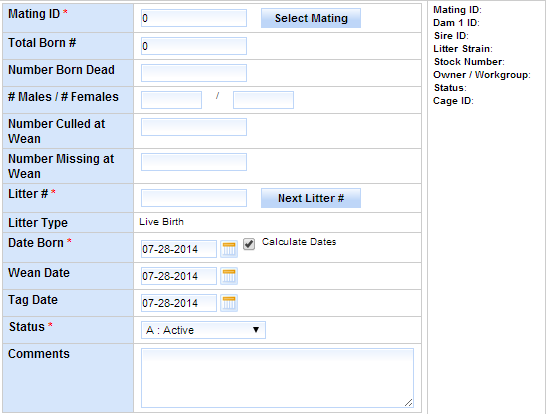 Mating ID * 0 Select Mating
Total Born # 0
Number Born Dead
# Males / # Females /
Number Culled at
Wean
Number Missing at
Wean
Litter # * Next Litter #
Litter Type Live Birth
Date Born * 07-28-2014 Calculate Dates
Wean Date 07-28-2014
Tag Date 07-28-2014
Status * A : Active
Comments
Mating ID:
Dam 1 ID:
Sire ID:
Litter Strain:
Stock Number:
Owner / Workgroup:
Status:
Cage ID: